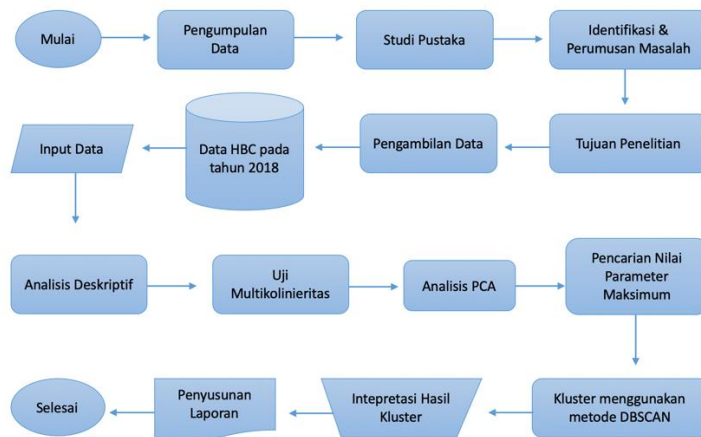 Mulai
Pengumpulan
Data
Studi Pustaka
Identifikasi &
Perumusan Masalah
Tujuan Penelitian
Pengambilan Data
Data HBC pada
tahun 2018
Input Data
Analisis Deskriptif
Uji
Multikolinieritas
Analisis PCA
Pencarian Nilai
Parameter
Maksimum
Kluster menggunakan
metode DBSCAN
Intepretasi Hasil
Kluster
Penyusunan
Laporan
Selesai